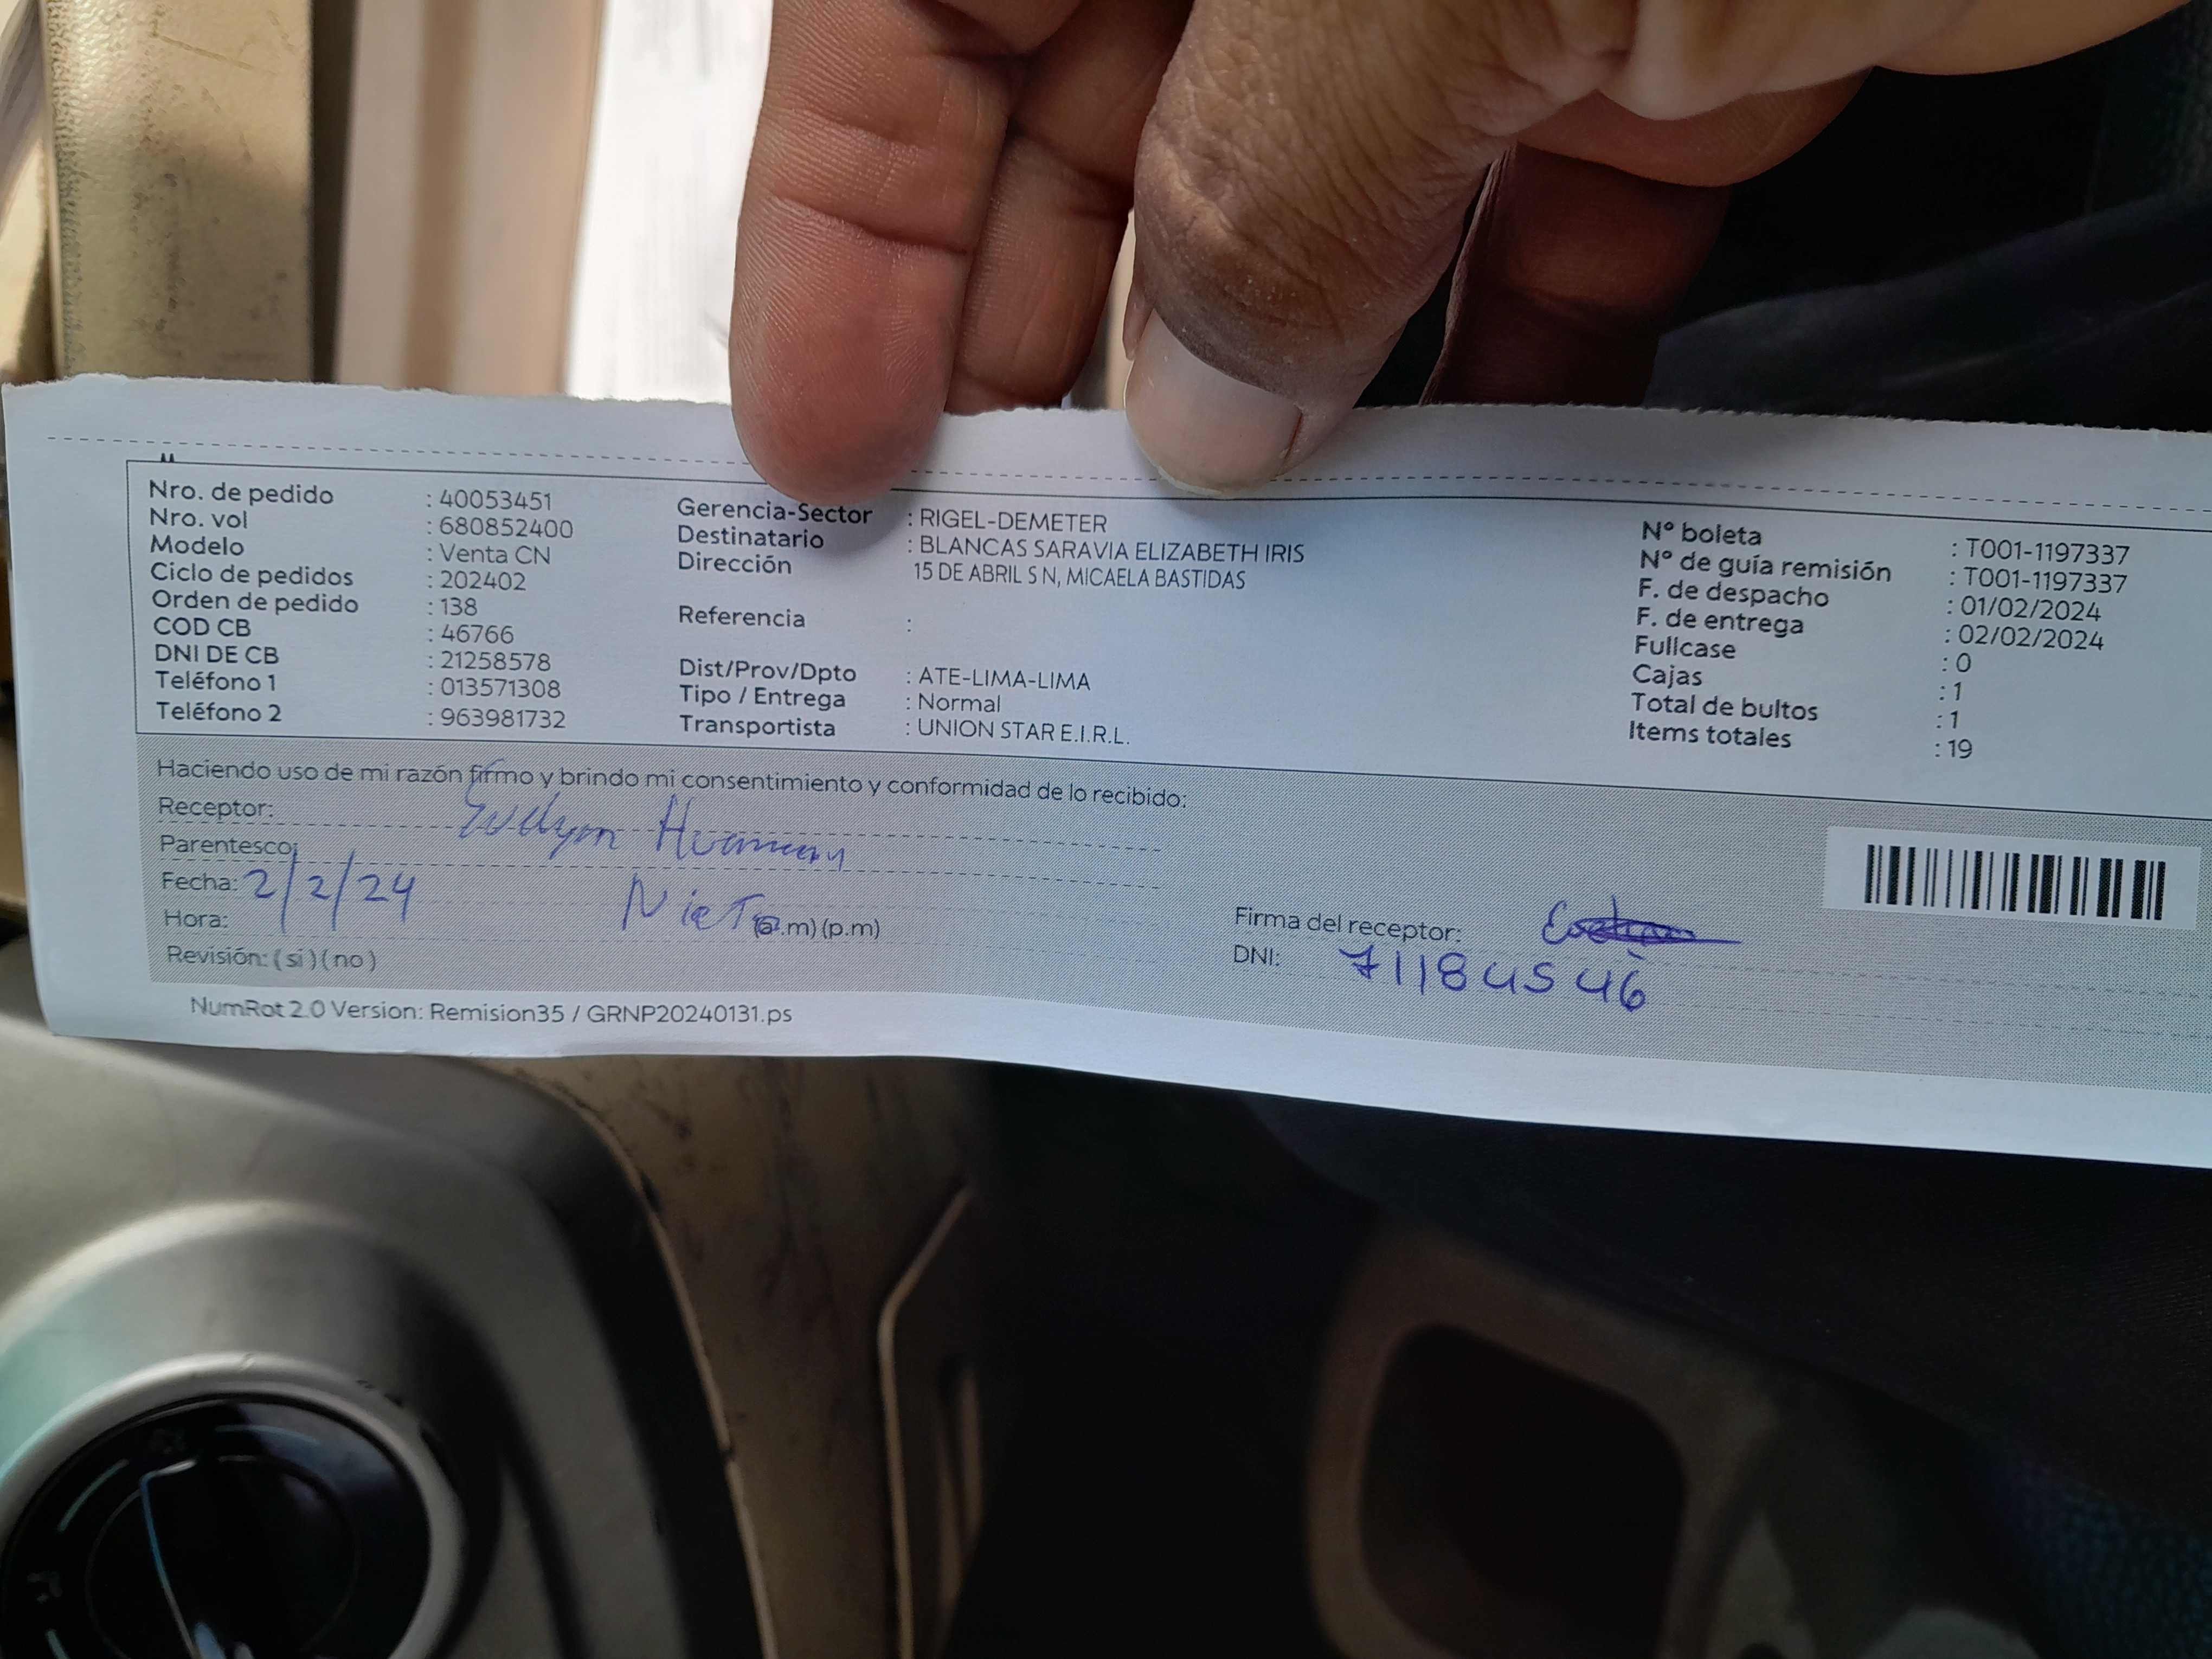 Nro. de pedido : 40053451
Nro. vol : 680852400
Modelo : Venta CN
Ciclo de pedidos : 202402
Orden de pedido : 138
COD CB : 46766
DNI DE CB : 21258578
Teléfono 1 : 013571308
Teléfono 2 : 963981732
Gerencia-Sector : RIGEL-DEMETER
Destinatario : BLANCAS SARAVIA ELIZABETH IRIS
Dirección 15 DE ABRIL S N, MICAELA BASTIDAS
Referencia :
Dist/Prov/Dpto : ATE-LIMA-LIMA
Tipo / Entrega : Normal
Transportista : UNION STAR E.I.R.L.
Nº boleta : T001-1197337
Nº de guía remisión : T001-1197337
F. de despacho : 01/02/2024
F. de entrega : 02/02/2024
Fullcase : 0
Cajas : 1
Total de bultos : 1
Items totales : 19
Haciendo uso de mi razón firmo y brindo mi consentimiento y conformidad de lo recibido:
Receptor: Evelyn
Parentesco:
Fecha: 2/2/24 Nieta
Hora: (a.m) (p.m)
Revisión: (si) (no)
Firma del receptor:
DNI: 71184546
NumRot 2.0 Version: Remision35 / GRNP20240131.ps